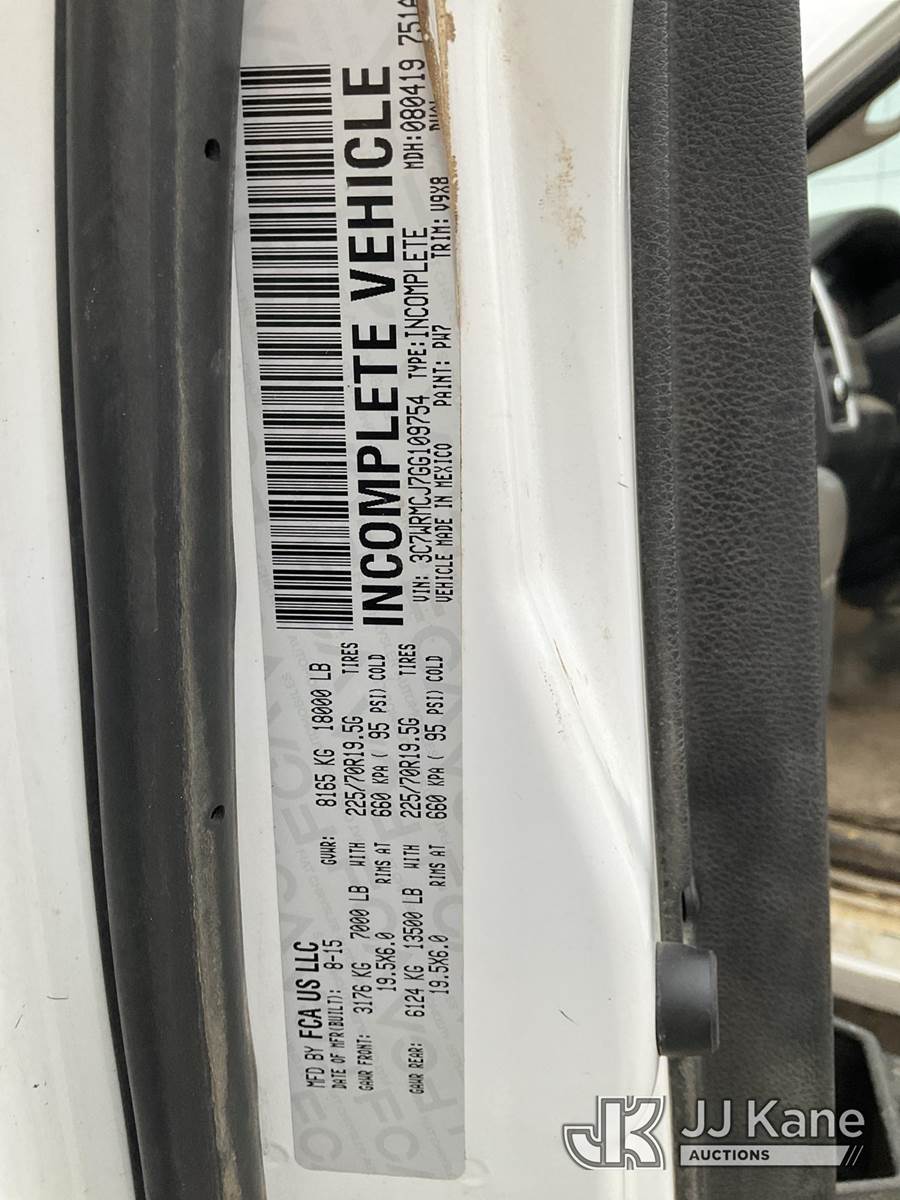 MFD BY FCA US LLC
DATE OF MFR(BUILT): 8-15 GVWR: 8165 KG 18000 LB
GAWR FRONT: 3176 KG 7000 LB WITH 225/70R19.5G TIRES
19.5X6.0 RIMS AT 660 KPA ( 95 PSI) COLD
GAWR REAR: 6124 KG 13500 LB WITH 225/70R19.5G TIRES
19.5X6.0 RIMS AT 660 KPA ( 95 PSI) COLD
INCOMPLETE VEHICLE
MDH:080419
VIN: 3C7WRMCJ7GG109754 TYPE:INCOMPLETE
VEHICLE MADE IN MEXICO PAINT: PW7 TRIM: V9X8
JK JJ Kane
AUCTIONS